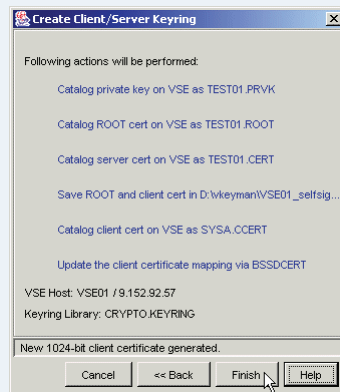 Create Client/Server Keyring
Following actions will be performed:
Catalog private key on VSE as TEST01.PRVK
Catalog ROOT cert on VSE as TEST01.ROOT
Catalog server cert on VSE as TEST01.CERT
Save ROOT and client cert in D:\vkeyman\VSE01_selfsig...
Catalog client cert on VSE as SYSA.CCERT
Update the client certificate mapping via BSSDCERT
VSE Host: VSE01 / 9.152.92.57
Keyring Library: CRYPTO.KEYRING
New 1024-bit client certificate generated.
Cancel << Back Finish Help